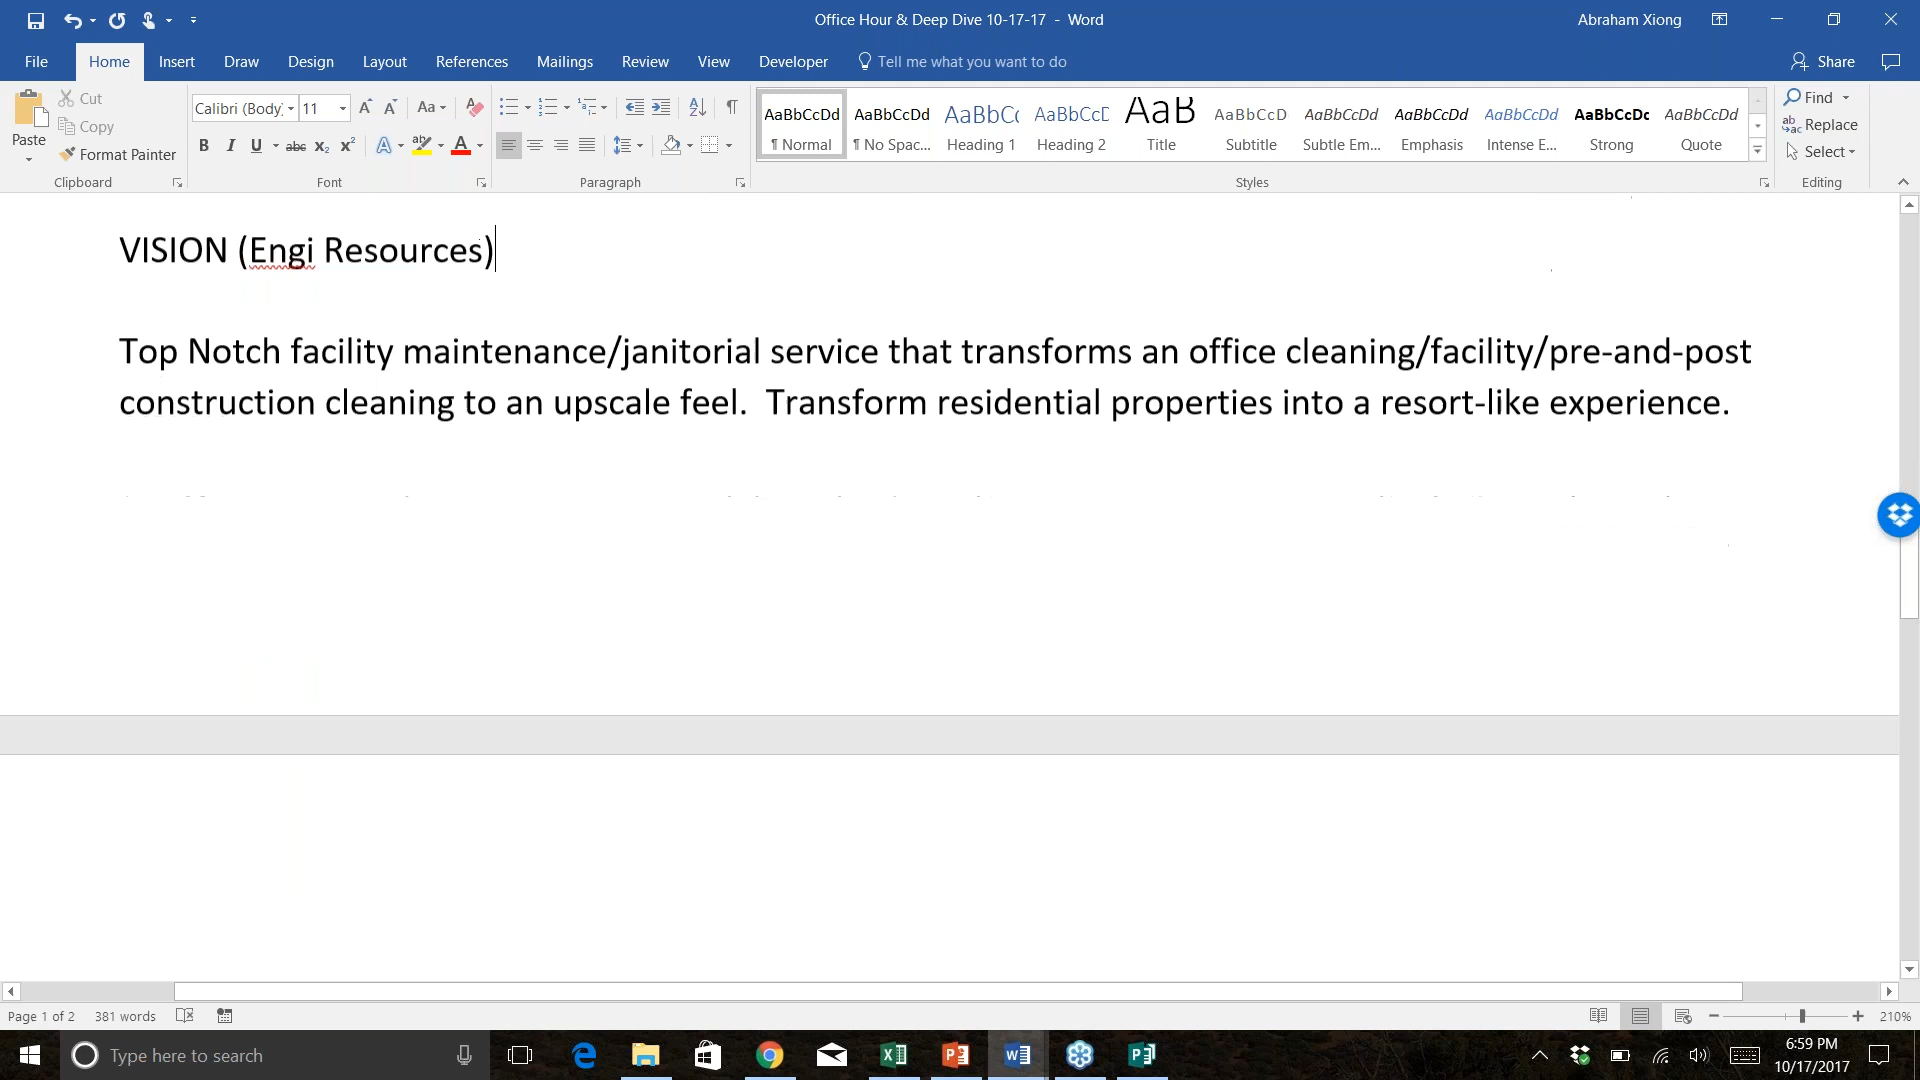 Office Hour & Deep Dive 10-17-17 - Word
Abraham Xiong
File Home Insert Draw Design Layout References Mailings Review View Developer Tell me what you want to do Share
Paste
Cut
Copy
Format Painter
Clipboard
Calibri (Body) 11
Font
Paragraph
AaBbCcDd AaBbCcDd AaBbCc AaBbCcD AaB AaBbCcD AaBbCcDd AaBbCcDd AaBbCcDd AaBbCcDc AaBbCcDd
¶ Normal ¶ No Spac... Heading 1 Heading 2 Title Subtitle Subtle Em... Emphasis Intense E... Strong Quote
Styles
Find
Replace
Select
Editing
VISION (Engi Resources)
Top Notch facility maintenance/janitorial service that transforms an office cleaning/facility/pre-and-post
construction cleaning to an upscale feel.  Transform residential properties into a resort-like experience.
Page 1 of 2 381 words 210%
Type here to search
6:59 PM
10/17/2017